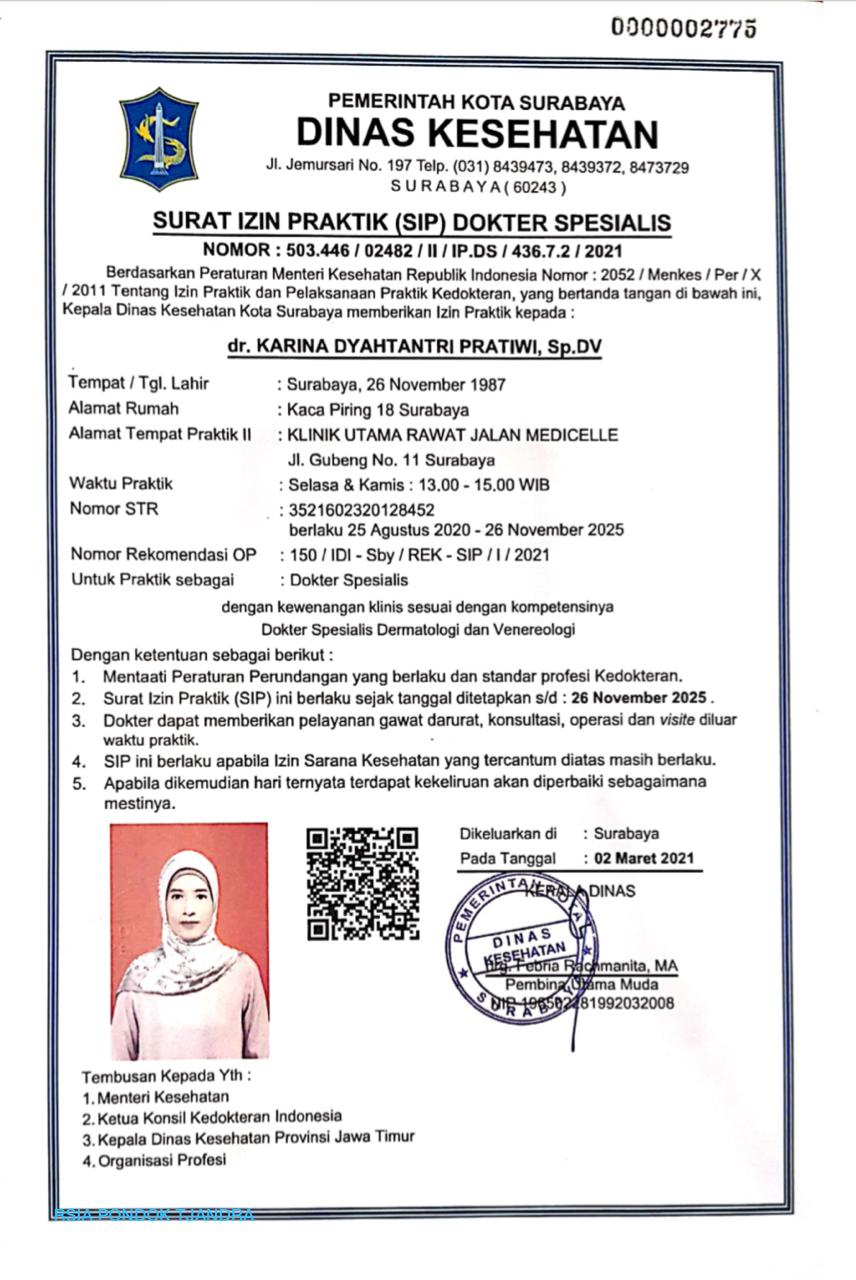 0000002775
PEMERINTAH KOTA SURABAYA
DINAS KESEHATAN
Jl. Jemursari No. 197 Telp. (031) 8439473, 8439372, 8473729
SURABAYA ( 60243 )
SURAT IZIN PRAKTIK (SIP) DOKTER SPESIALIS
NOMOR : 503.446 / 02482 / II / IP.DS / 436.7.2 / 2021
Berdasarkan Peraturan Menteri Kesehatan Republik Indonesia Nomor : 2052 / Menkes / Per / X
/ 2011 Tentang Izin Praktik dan Pelaksanaan Praktik Kedokteran, yang bertanda tangan di bawah ini,
Kepala Dinas Kesehatan Kota Surabaya memberikan Izin Praktik kepada :
dr. KARINA DYAHTANTRI PRATIWI, Sp.DV
Tempat / Tgl. Lahir : Surabaya, 26 November 1987
Alamat Rumah : Kaca Piring 18 Surabaya
Alamat Tempat Praktik II : KLINIK UTAMA RAWAT JALAN MEDICELLE
Jl. Gubeng No. 11 Surabaya
Waktu Praktik : Selasa & Kamis : 13.00 - 15.00 WIB
Nomor STR : 3521602320128452
berlaku 25 Agustus 2020 - 26 November 2025
Nomor Rekomendasi OP : 150 / IDI - Sby / REK - SIP / I / 2021
Untuk Praktik sebagai : Dokter Spesialis
dengan kewenangan klinis sesuai dengan kompetensinya
Dokter Spesialis Dermatologi dan Venereologi
Dengan ketentuan sebagai berikut :
1. Mentaati Peraturan Perundangan yang berlaku dan standar profesi Kedokteran.
2. Surat Izin Praktik (SIP) ini berlaku sejak tanggal ditetapkan s/d : 26 November 2025 .
3. Dokter dapat memberikan pelayanan gawat darurat, konsultasi, operasi dan visite diluar
waktu praktik.
4. SIP ini berlaku apabila Izin Sarana Kesehatan yang tercantum diatas masih berlaku.
5. Apabila dikemudian hari ternyata terdapat kekeliruan akan diperbaiki sebagaimana
mestinya.
Dikeluarkan di : Surabaya
Pada Tanggal : 02 Maret 2021
KEPALA DINAS
PEMERINTAH KOTA
DINAS
KESEHATAN
SURABAYA
drg. Febria Rachmanita, MA
Pembina Utama Muda
NIP 196502281992032008
Tembusan Kepada Yth :
1. Menteri Kesehatan
2. Ketua Konsil Kedokteran Indonesia
3. Kepala Dinas Kesehatan Provinsi Jawa Timur
4. Organisasi Profesi
RSIA PONDOK TJANDRA